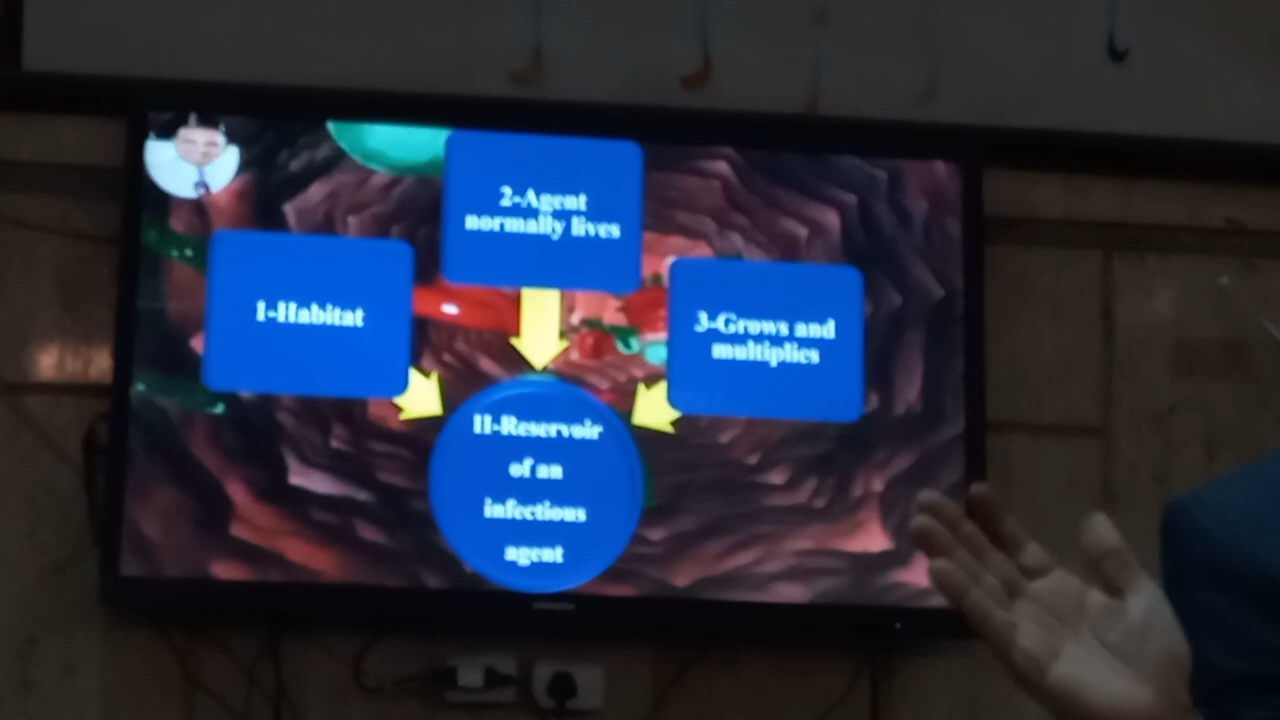 1-Habitat
2-Agent
normally lives
3-Grows and
multiplies
II-Reservoir
of an
infectious
agent